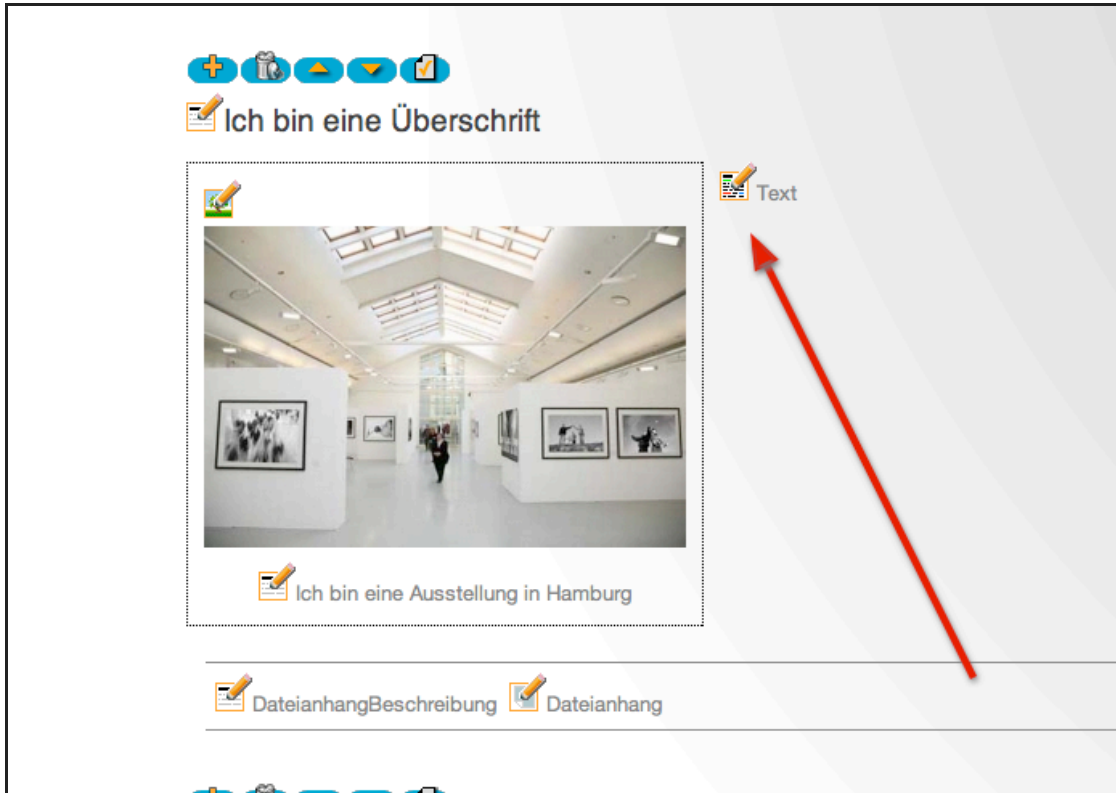 Ich bin eine Überschrift
Text
Ich bin eine Ausstellung in Hamburg
DateianhangBeschreibung Dateianhang